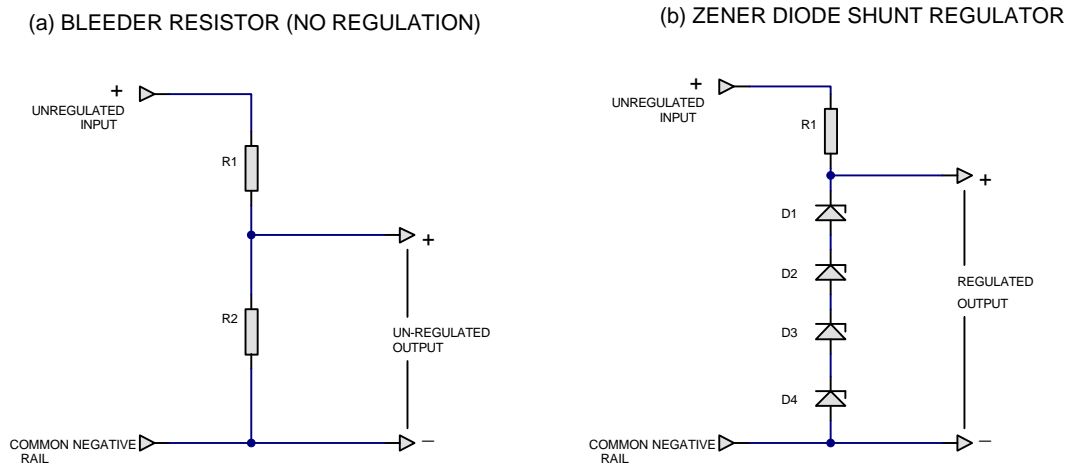 (a) BLEEDER RESISTOR (NO REGULATION)
+
UNREGULATED
INPUT
R1
+
R2
UN-REGULATED
OUTPUT
COMMON NEGATIVE
RAIL
–
(b) ZENER DIODE SHUNT REGULATOR
+
UNREGULATED
INPUT
R1
+
D1
D2
REGULATED
OUTPUT
D3
D4
COMMON NEGATIVE
RAIL
–